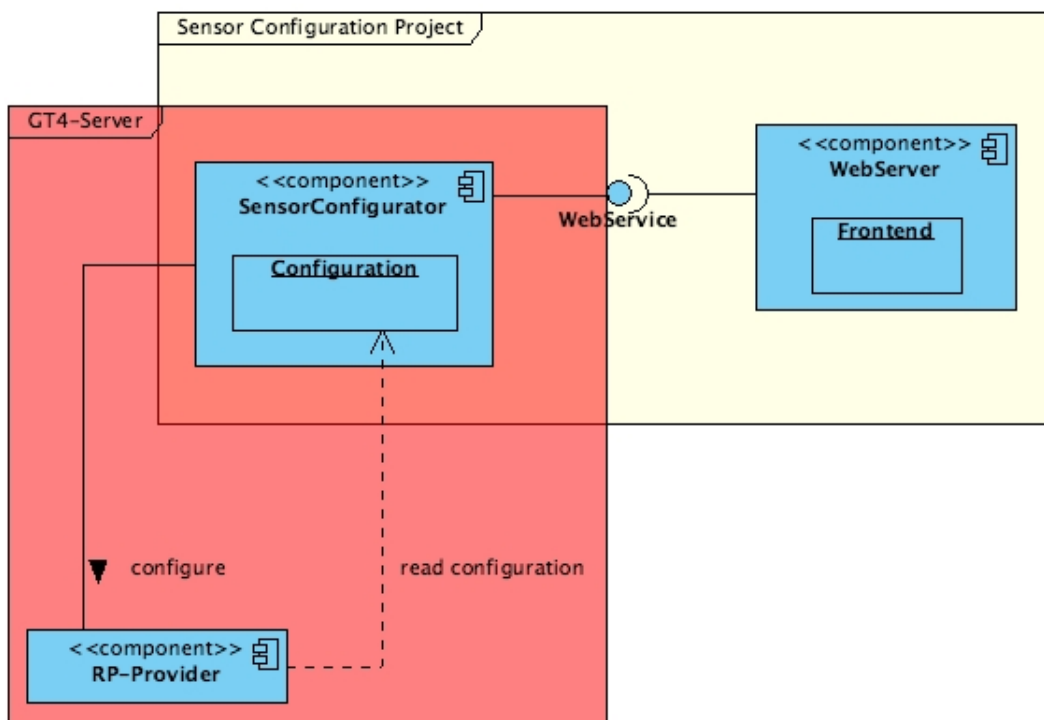 Sensor Configuration Project
GT4-Server
<<component>>
SensorConfigurator
Configuration
WebService
<<component>>
WebServer
Frontend
configure
read configuration
<<component>>
RP-Provider